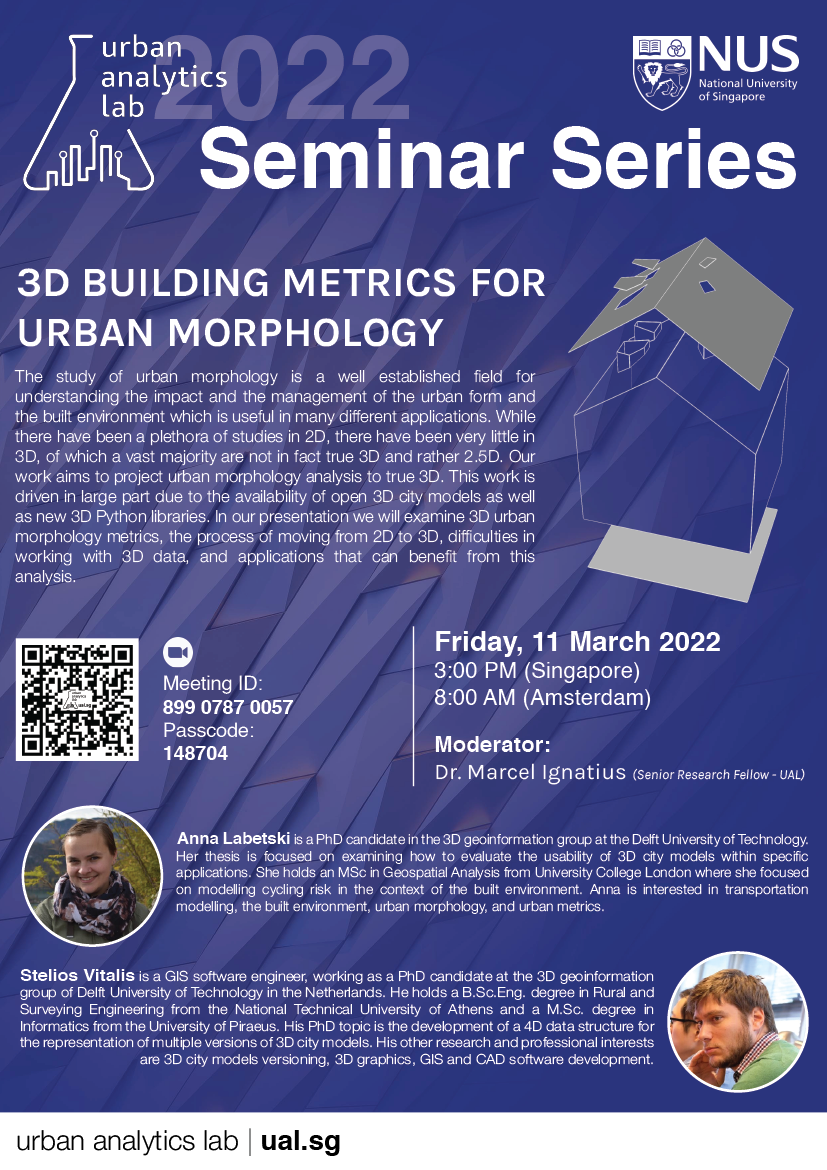 urban
analytics
lab
2022
NUS
National University
of Singapore
Seminar Series
3D BUILDING METRICS FOR
URBAN MORPHOLOGY
The study of urban morphology is a well established field for
understanding the impact and the management of the urban form and
the built environment which is useful in many different applications. While
there have been a plethora of studies in 2D, there have been very little in
3D, of which a vast majority are not in fact true 3D and rather 2.5D. Our
work aims to project urban morphology analysis to true 3D. This work is
driven in large part due to the availability of open 3D city models as well
as new 3D Python libraries. In our presentation we will examine 3D urban
morphology metrics, the process of moving from 2D to 3D, difficulties in
working with 3D data, and applications that can benefit from this
analysis.
urban
analytics
lab
ual.sg
Meeting ID:
899 0787 0057
Passcode:
148704
Friday, 11 March 2022
3:00 PM (Singapore)
8:00 AM (Amsterdam)
Moderator:
Dr. Marcel Ignatius (Senior Research Fellow - UAL)
Anna Labetski is a PhD candidate in the 3D geoinformation group at the Delft University of Technology.
Her thesis is focused on examining how to evaluate the usability of 3D city models within specific
applications. She holds an MSc in Geospatial Analysis from University College London where she focused
on modelling cycling risk in the context of the built environment. Anna is interested in transportation
modelling, the built environment, urban morphology, and urban metrics.
Stelios Vitalis is a GIS software engineer, working as a PhD candidate at the 3D geoinformation
group of Delft University of Technology in the Netherlands. He holds a B.Sc.Eng. degree in Rural and
Surveying Engineering from the National Technical University of Athens and a M.Sc. degree in
Informatics from the University of Piraeus. His PhD topic is the development of a 4D data structure for
the representation of multiple versions of 3D city models. His other research and professional interests
are 3D city models versioning, 3D graphics, GIS and CAD software development.
urban analytics lab | ual.sg